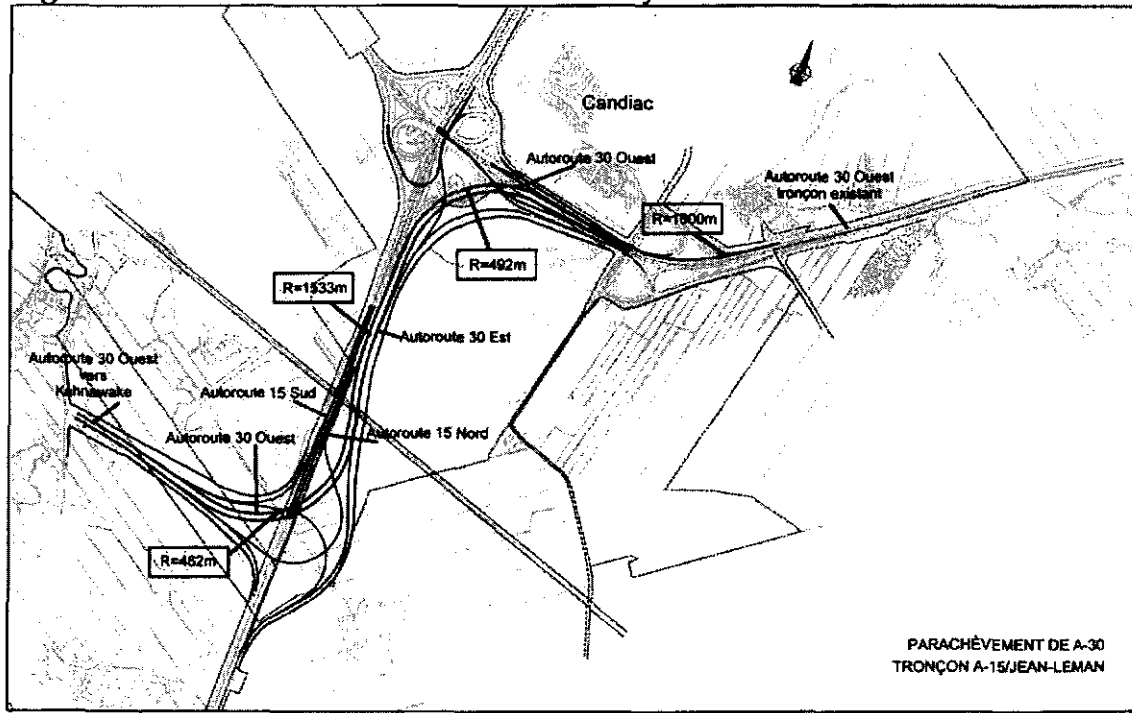 Candiac
Autoroute 30 Ouest
Autoroute 30 Ouest
tronçon existant
R=1800m
R=492m
R=1533m
Autoroute 30 Est
Autoroute 30 Ouest
vers
Kahnawake
Autoroute 15 Sud
Autoroute 30 Ouest
Autoroute 15 Nord
R=462m
PARACHÈVEMENT DE A-30
TRONÇON A-15/JEAN-LEMAN